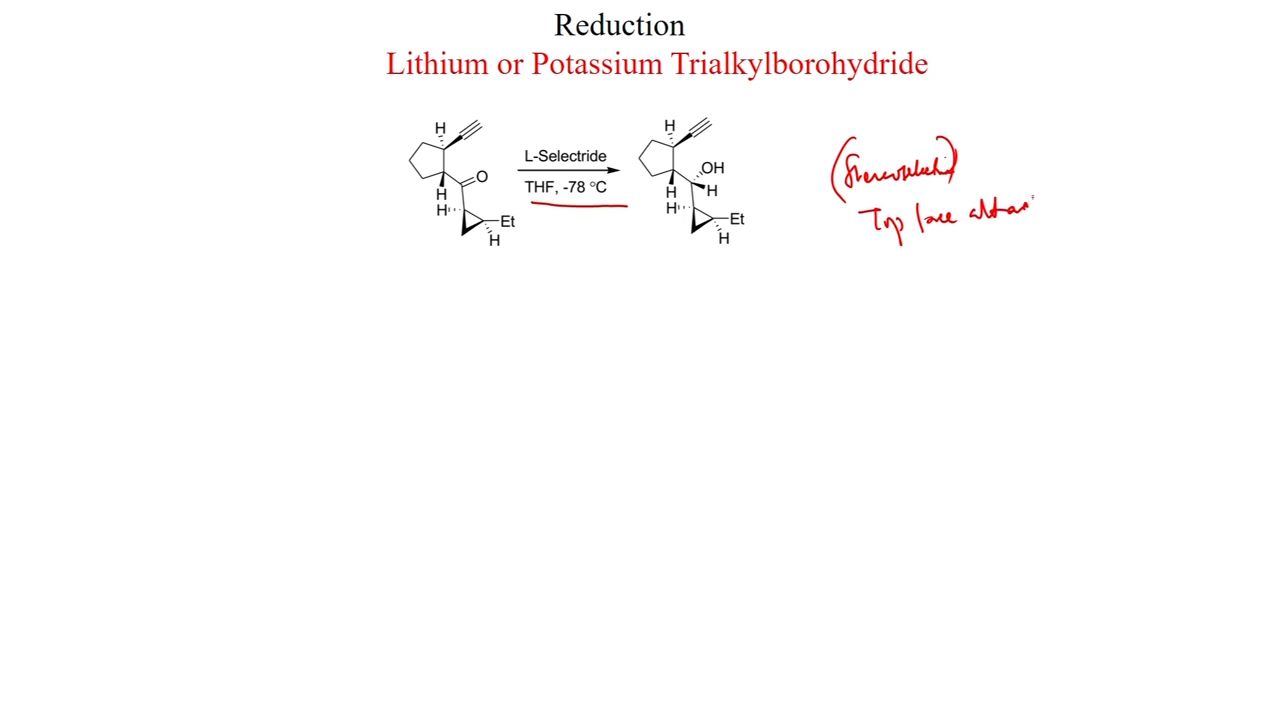 Reduction
Lithium or Potassium Trialkylborohydride
H
O
H
H
Et
H
L-Selectride
THF, -78 °C
H
OH
H
H
H
Et
H
Top face